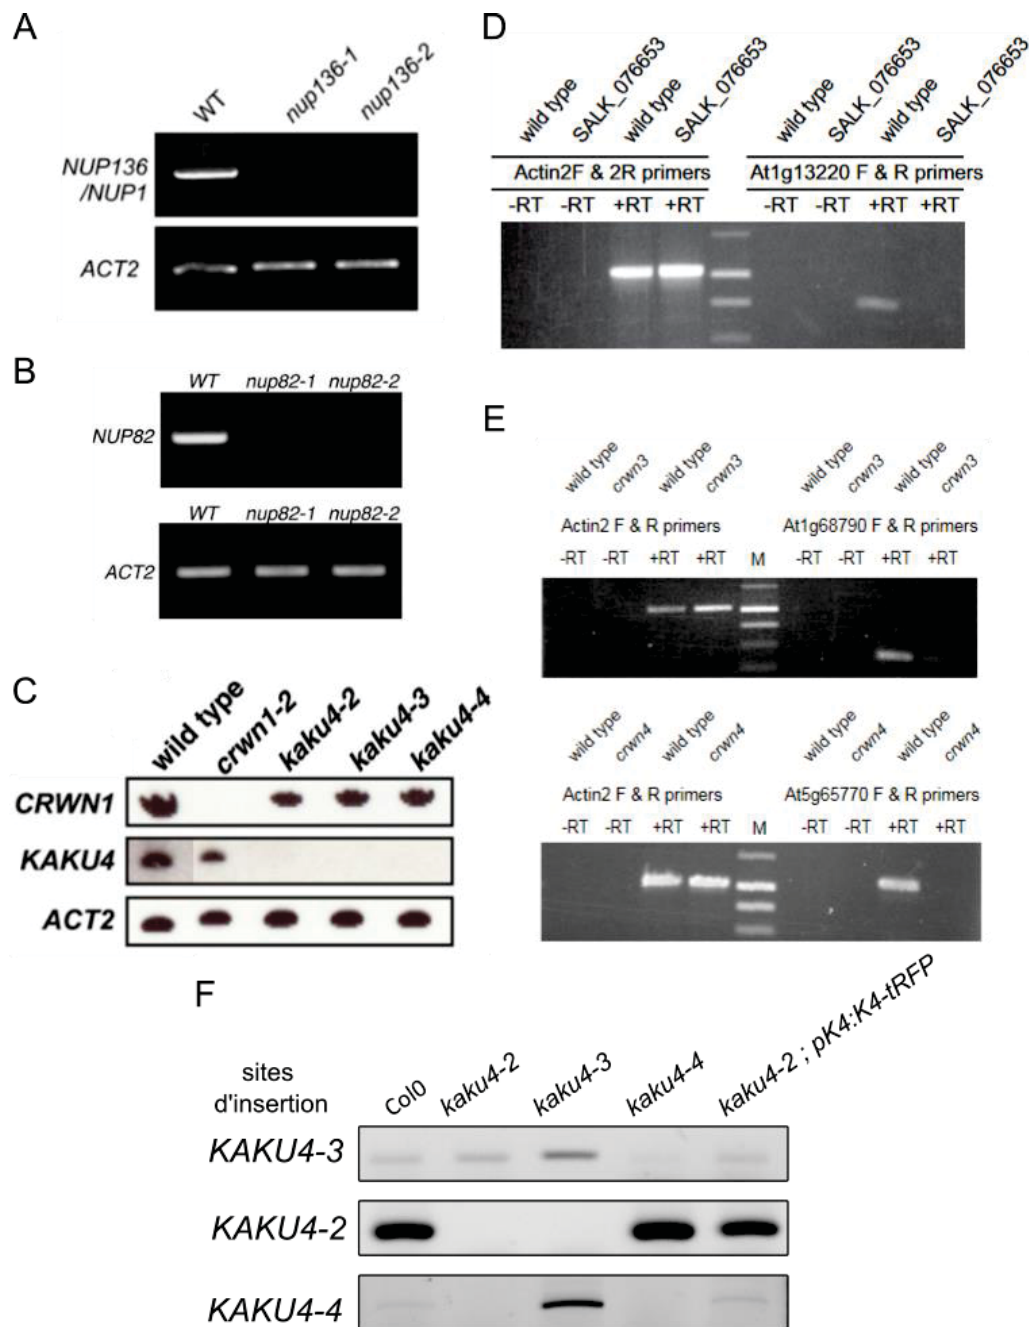 A
WT
nup136-1
nup136-2
NUP136
/NUP1
ACT2
B
WT nup82-1 nup82-2
NUP82
WT nup82-1 nup82-2
ACT2
C
wild type
crwn1-2
kaku4-2
kaku4-3
kaku4-4
CRWN1
KAKU4
ACT2
D
wild type
SALK_076653
wild type
SALK_076653
wild type
SALK_076653
wild type
SALK_076653
Actin2F & 2R primers
At1g13220 F & R primers
-RT -RT +RT +RT
-RT -RT +RT +RT
E
wild type
crwn3
wild type
crwn3
wild type
crwn3
wild type
crwn3
Actin2 F & R primers
At1g68790 F & R primers
-RT -RT +RT +RT M -RT -RT +RT +RT
wild type
crwn4
wild type
crwn4
wild type
crwn4
wild type
crwn4
Actin2 F & R primers
At5g65770 F & R primers
-RT -RT +RT +RT M -RT -RT +RT +RT
F
sites
d'insertion
Col0
kaku4-2
kaku4-3
kaku4-4
kaku4-2 ; pK4:K4-tRFP
KAKU4-3
KAKU4-2
KAKU4-4